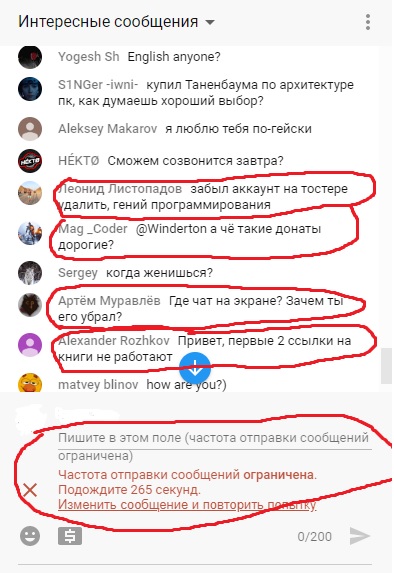 Интересные сообщения
Yogesh Sh English anyone?
S1NGer -iwni- купил Таненбаума по архитектуре
пк, как думаешь хороший выбор?
Aleksey Makarov я люблю тебя по-гейски
HÉKTØ Сможем созвонится завтра?
Леонид Листопадов забыл аккаунт на тостере
удалить, гений программирования
Mag _Coder @Winderton а чё такие донаты
дорогие?
Sergey когда женишься?
Артём Муравлёв Где чат на экране? Зачем ты
его убрал?
Alexander Rozhkov Привет, первые 2 ссылки на
книги не работают
matvey blinov how are you?)
Пишите в этом поле (частота отправки сообщений
ограничена)
Частота отправки сообщений ограничена.
Подождите 265 секунд.
Изменить сообщение и повторить попытку
0/200